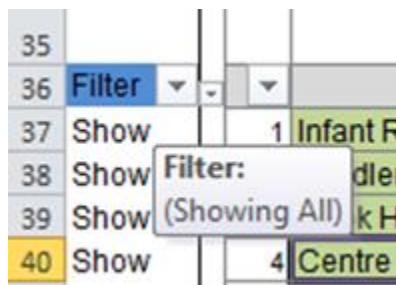 35
36 Filter
37 Show 1 Infant R
38 Show
39 Show
40 Show 4 Centre
Filter:
(Showing All)
k H